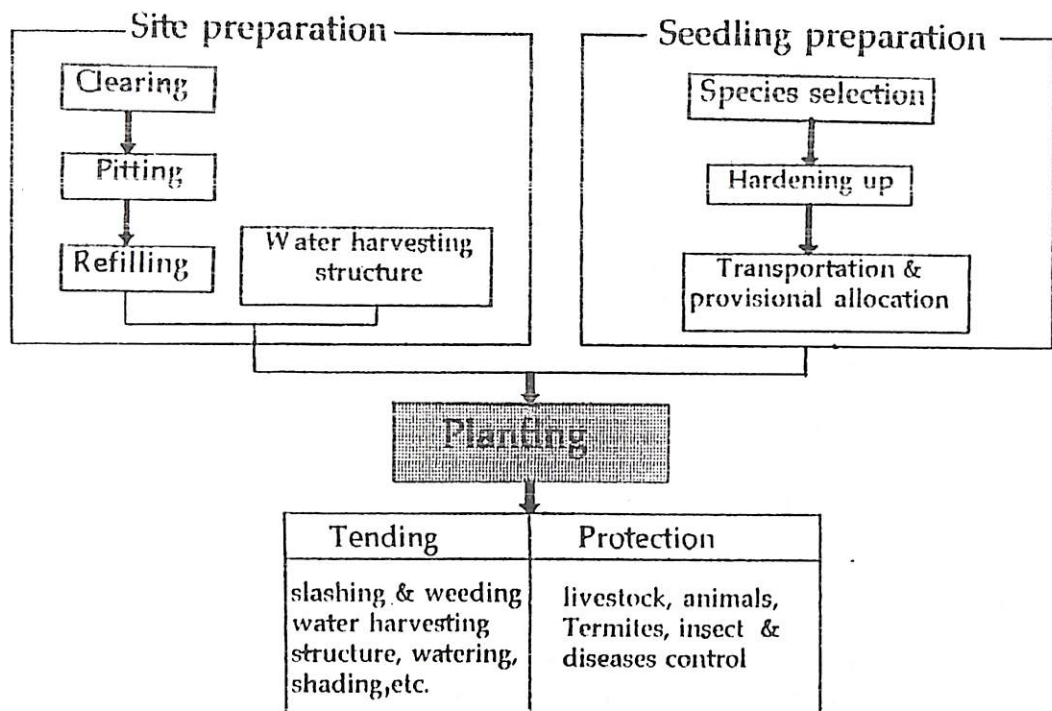 Site preparation
Clearing
Pitting
Refilling
Water harvesting
structure
Seedling preparation
Species selection
Hardening up
Transportation &
provisional allocation
Planting
Tending
slashing & weeding
water harvesting
structure, watering,
shading,etc.
Protection
livestock, animals,
Termites, insect &
diseases control